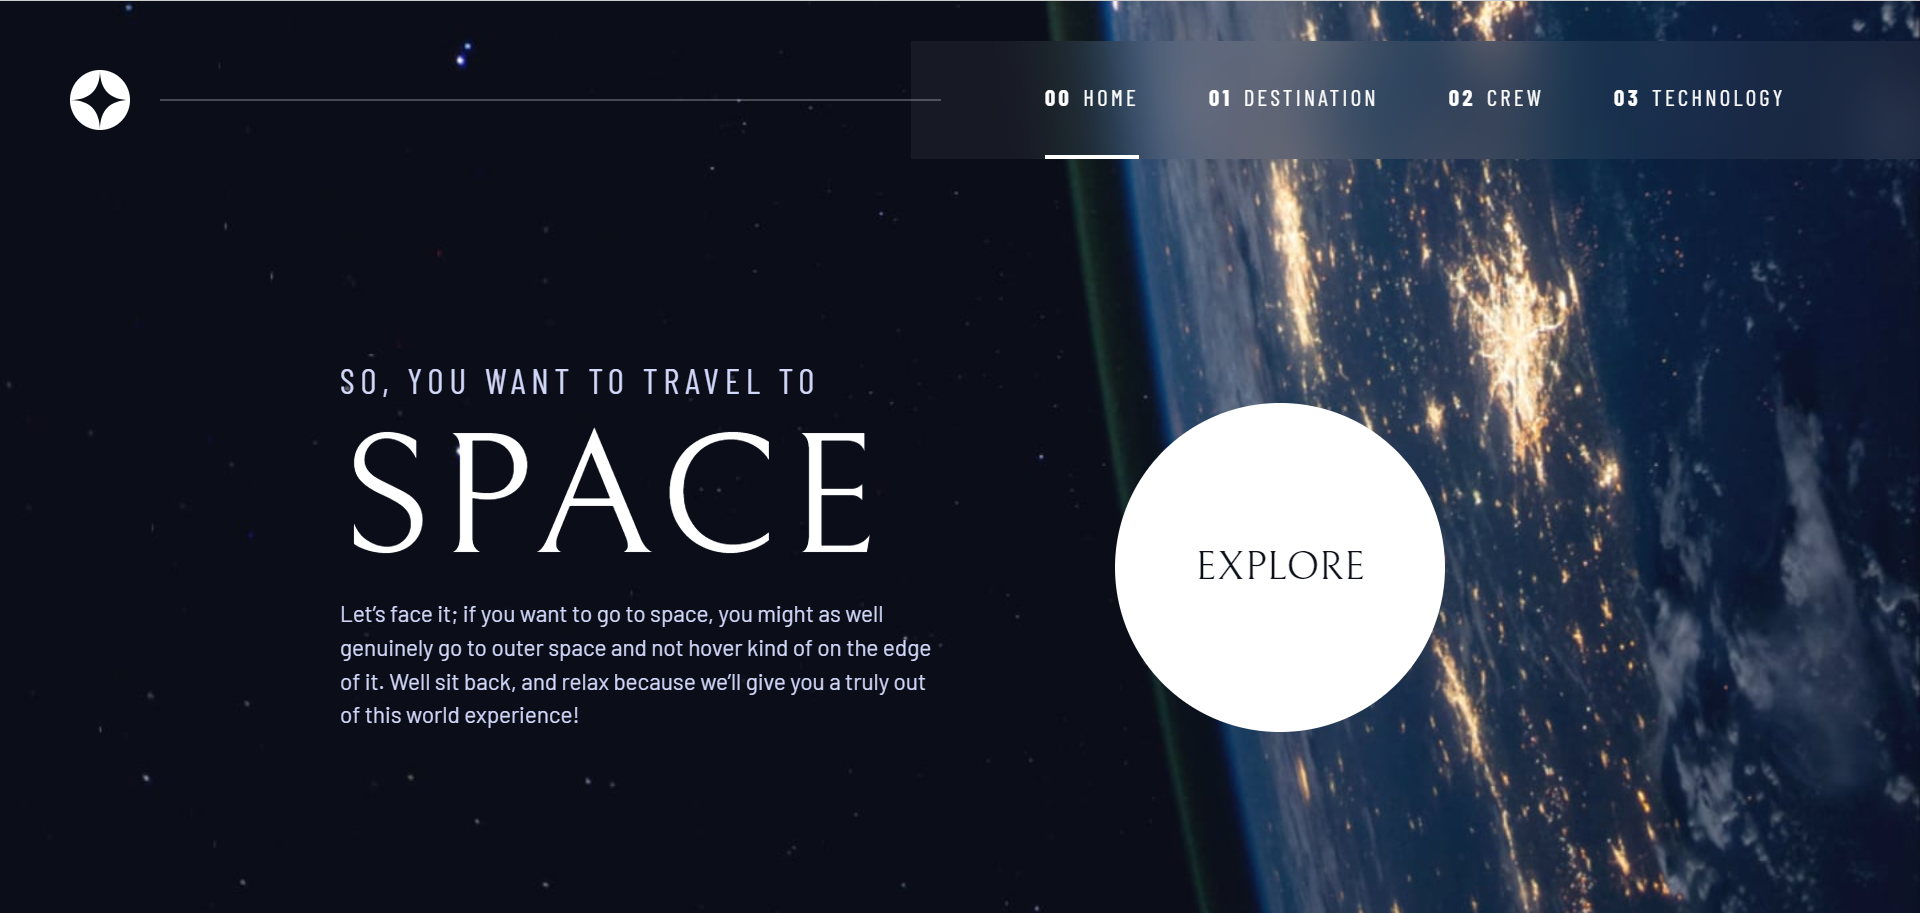 00 HOME 01 DESTINATION 02 CREW 03 TECHNOLOGY
SO, YOU WANT TO TRAVEL TO
SPACE
Let’s face it; if you want to go to space, you might as well
genuinely go to outer space and not hover kind of on the edge
of it. Well sit back, and relax because we’ll give you a truly out
of this world experience!
EXPLORE